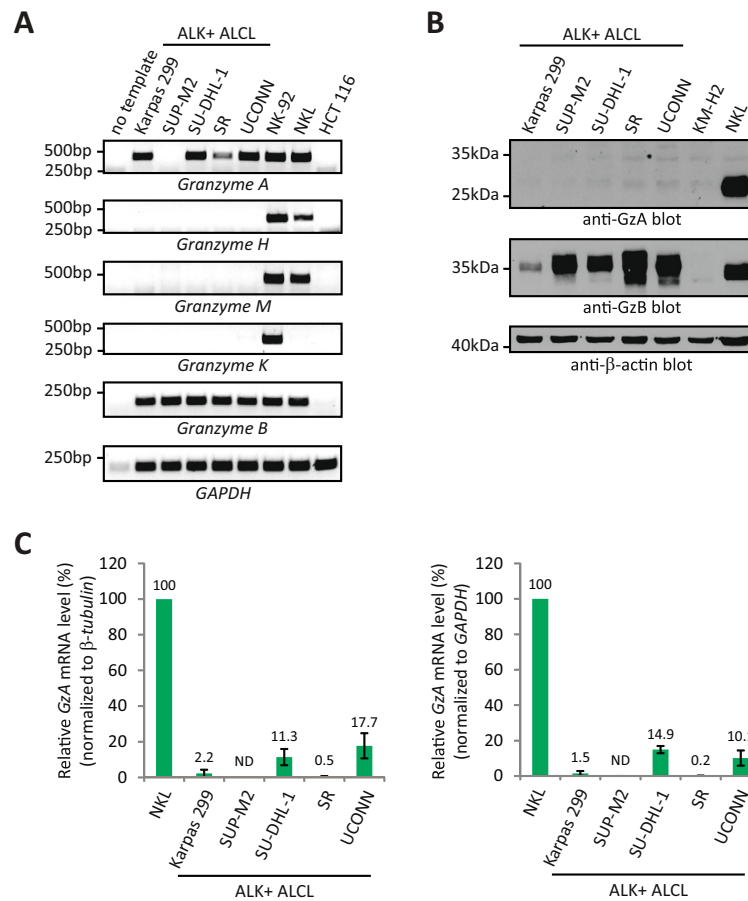 A
ALK+ ALCL
no template
Karpas 299
SUP-M2
SU-DHL-1
SR
UCONN
NK-92
NKL
HCT 116
500bp
250bp
Granzyme A
500bp
250bp
Granzyme H
500bp
Granzyme M
500bp
250bp
Granzyme K
250bp
Granzyme B
250bp
GAPDH
B
ALK+ ALCL
Karpas 299
SUP-M2
SU-DHL-1
SR
UCONN
KM-H2
NKL
35kDa
25kDa
anti-GzA blot
35kDa
anti-GzB blot
40kDa
anti-β-actin blot
C
Relative GzA mRNA level (%)
(normalized to β-tubulin)
120
100
80
60
40
20
0
100
2.2
ND
11.3
0.5
17.7
NKL
Karpas 299
SUP-M2
SU-DHL-1
SR
UCONN
ALK+ ALCL
Relative GzA mRNA level (%)
(normalized to GAPDH)
120
100
80
60
40
20
0
100
1.5
ND
14.9
0.2
NKL
Karpas 299
SUP-M2
SU-DHL-1
SR
UCONN
ALK+ ALCL